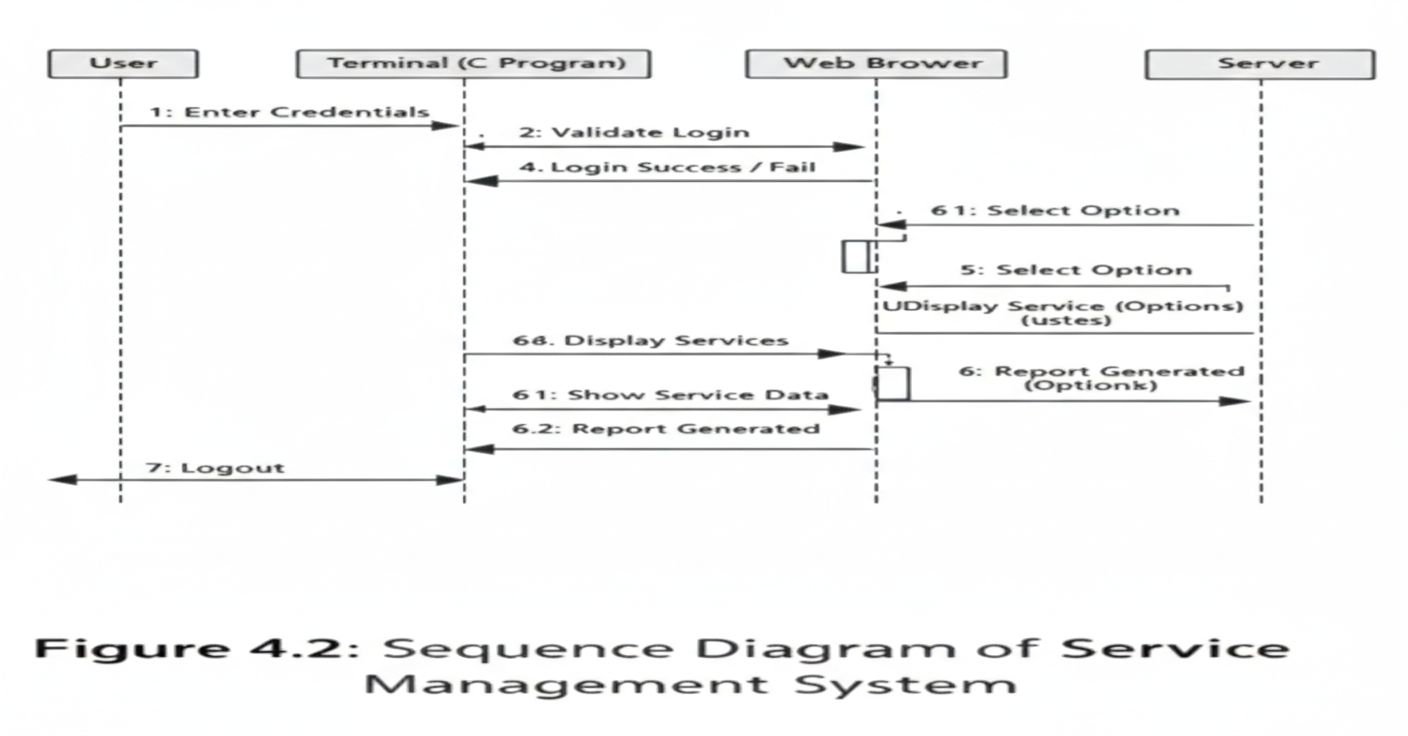 User
Terminal (C Progran)
Web Brower
Server
1: Enter Credentials
2: Validate Login
4. Login Success / Fail
61: Select Option
5: Select Option
UDisplay Service (Options)
(ustes)
68. Display Services
6: Report Generated
(Optionk)
61: Show Service Data
6.2: Report Generated
7: Logout
Figure 4.2: Sequence Diagram of Service
Management System